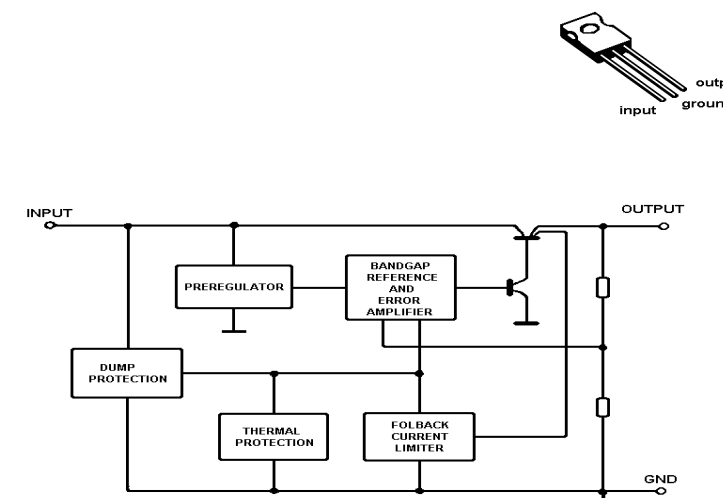 outp
input
groun
INPUT
OUTPUT
PREREGULATOR
BANDGAP
REFERENCE
AND
ERROR
AMPLIFIER
DUMP
PROTECTION
THERMAL
PROTECTION
FOLBACK
CURRENT
LIMITER
GND